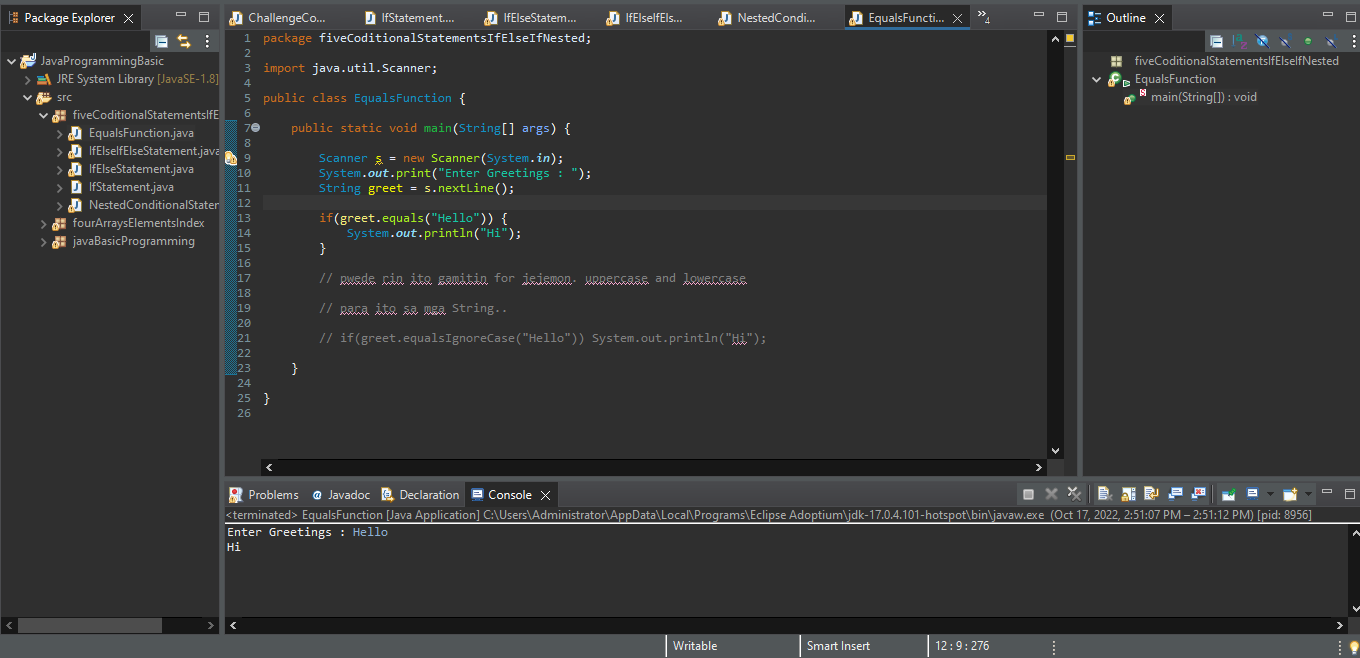 Package Explorer
JavaProgrammingBasic
JRE System Library [JavaSE-1.8]
src
fiveCoditionalStatementsIfE
EqualsFunction.java
IfElseIfElseStatement.java
IfElseStatement.java
IfStatement.java
NestedConditionalStater
fourArraysElementsIndex
javaBasicProgramming
ChallengeCo... IfStatement.... IfElseStatem... IfElseIfEls... NestedCondi... EqualsFuncti... »4
1 package fiveCoditionalStatementsIfElseIfNested;
2
3 import java.util.Scanner;
4
5 public class EqualsFunction {
6
7 public static void main(String[] args) {
8
9 Scanner s = new Scanner(System.in);
10 System.out.print("Enter Greetings : ");
11 String greet = s.nextLine();
12
13 if(greet.equals("Hello")) {
14 System.out.println("Hi");
15 }
16
17 // pwede rin ito gamitin for jejemon. uppercase and lowercase
18
19 // para ito sa mga String..
20
21 // if(greet.equalsIgnoreCase("Hello")) System.out.println("Hi");
22
23 }
24
25 }
26
Outline
fiveCoditionalStatementsIfElseIfNested
EqualsFunction
main(String[]) : void
Problems Javadoc Declaration Console
<terminated> EqualsFunction [Java Application] C:\Users\Administrator\AppData\Local\Programs\Eclipse Adoptium\jdk-17.0.4.101-hotspot\bin\javaw.exe (Oct 17, 2022, 2:51:07 PM – 2:51:12 PM) [pid: 8956]
Enter Greetings : Hello
Hi
Writable Smart Insert 12 : 9 : 276